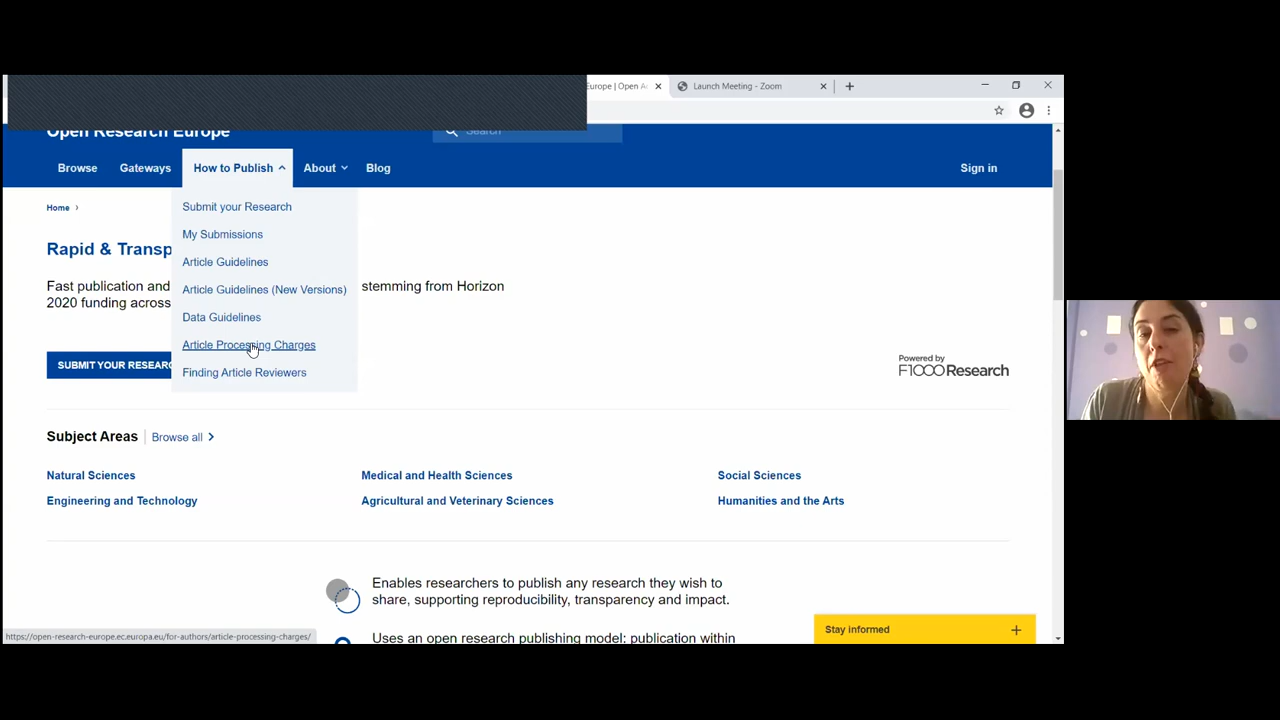 Europe | Open A
Launch Meeting - Zoom
Open Research Europe
Search
Browse
Gateways
How to Publish
About
Blog
Sign in
Home
Submit your Research
My Submissions
Article Guidelines
Article Guidelines (New Versions)
Data Guidelines
Article Processing Charges
Finding Article Reviewers
Rapid & Transp
Fast publication and stemming from Horizon
2020 funding across
SUBMIT YOUR RESEARC
Powered by
F1000Research
Subject Areas
Browse all
Natural Sciences
Medical and Health Sciences
Social Sciences
Engineering and Technology
Agricultural and Veterinary Sciences
Humanities and the Arts
Enables researchers to publish any research they wish to
share, supporting reproducibility, transparency and impact.
Uses an open research publishing model: publication within
Stay informed
https://open-research-europe.ec.europa.eu/for-authors/article-processing-charges/